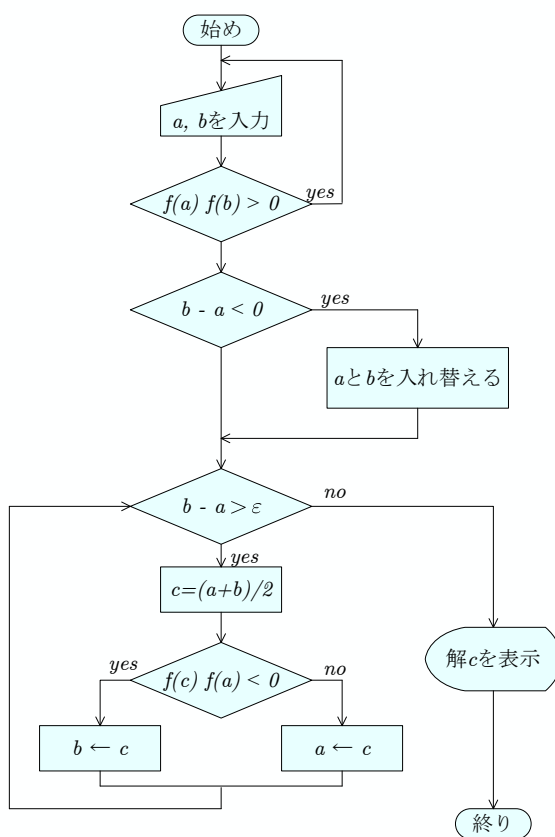 始め
a, bを入力
f(a) f(b) > 0
yes
b - a < 0
yes
aとbを入れ替える
b - a > ε
no
yes
c=(a+b)/2
yes
f(c) f(a) < 0
no
解cを表示
b ← c
a ← c
終り